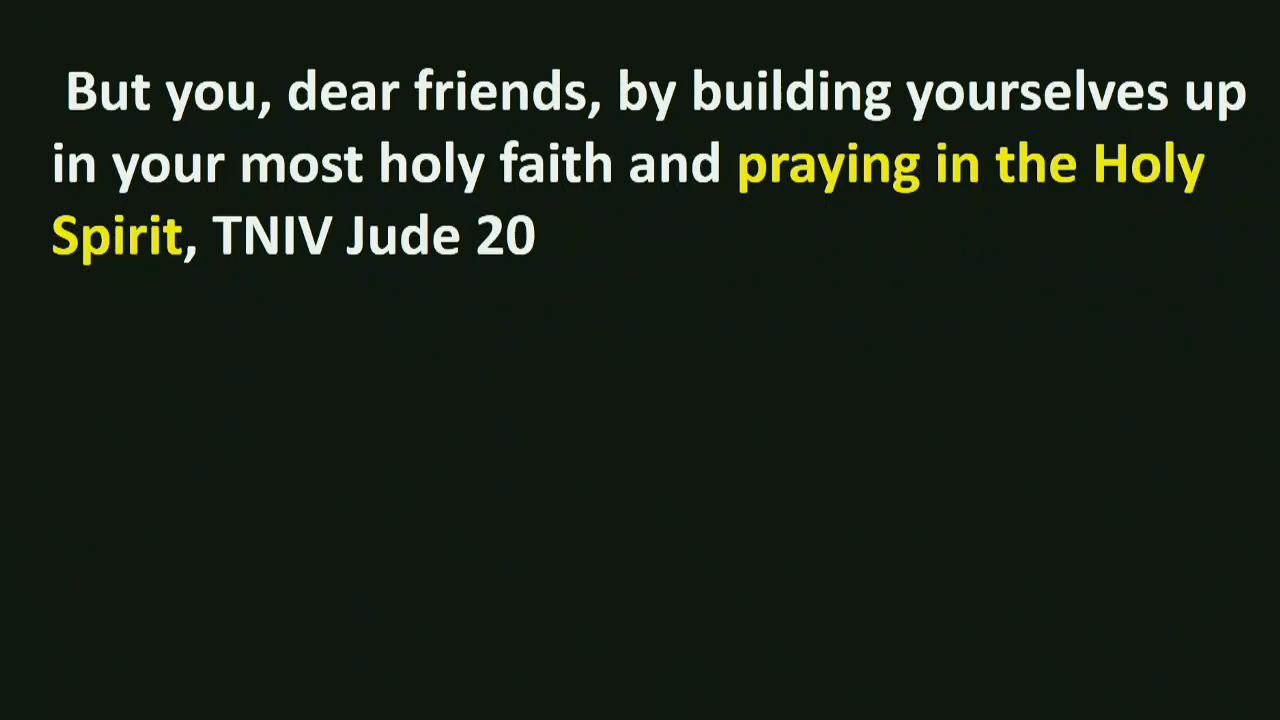 But you, dear friends, by building yourselves up
in your most holy faith and praying in the Holy
Spirit, TNIV Jude 20